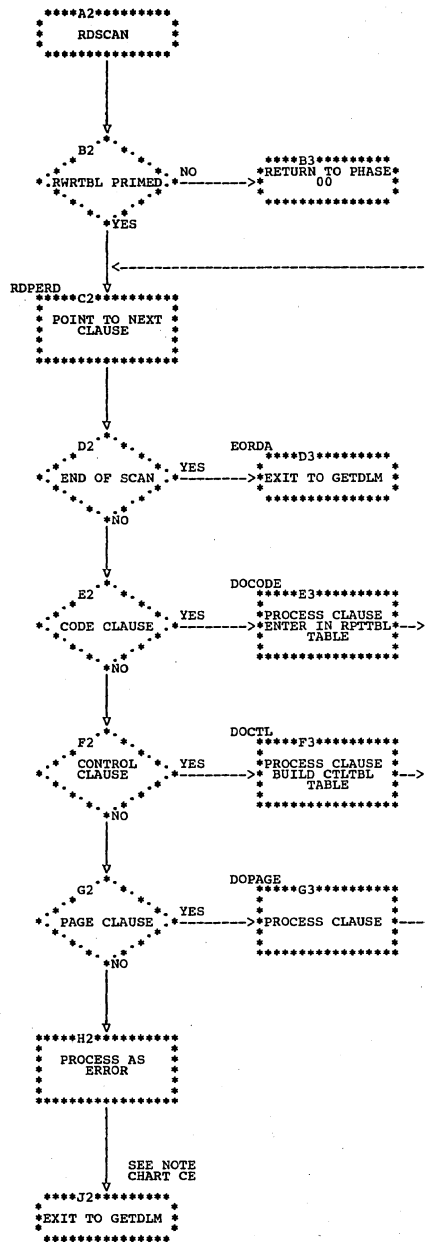 A2
RDSCAN
B2
RWRTBL PRIMED
NO
B3
RETURN TO PHASE
00
YES
RDPERD
C2
POINT TO NEXT
CLAUSE
D2
END OF SCAN
YES
EORDA
D3
EXIT TO GETDLM
NO
E2
CODE CLAUSE
YES
DOCODE
E3
PROCESS CLAUSE
ENTER IN RPTTBL
TABLE
NO
F2
CONTROL
CLAUSE
YES
DOCTL
F3
PROCESS CLAUSE
BUILD CTLTBL
TABLE
NO
G2
PAGE CLAUSE
YES
DOPAGE
G3
PROCESS CLAUSE
NO
H2
PROCESS AS
ERROR
SEE NOTE
CHART CE
J2
EXIT TO GETDLM